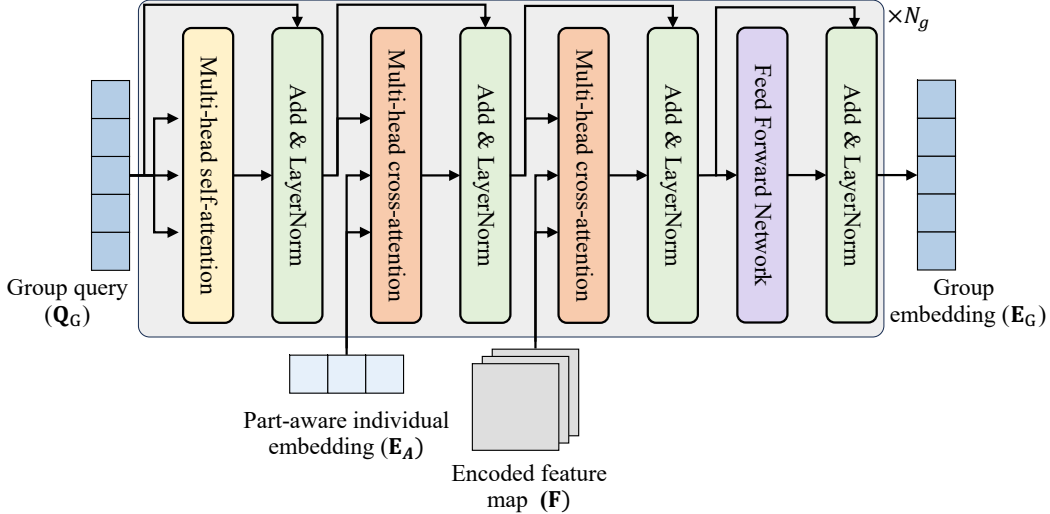 ×N_g
Multi-head self-attention
Add & LayerNorm
Multi-head cross-attention
Add & LayerNorm
Multi-head cross-attention
Add & LayerNorm
Feed Forward Network
Add & LayerNorm
Group query
(Q_G)
Group
embedding (E_G)
Part-aware individual
embedding (E_A)
Encoded feature
map (F)